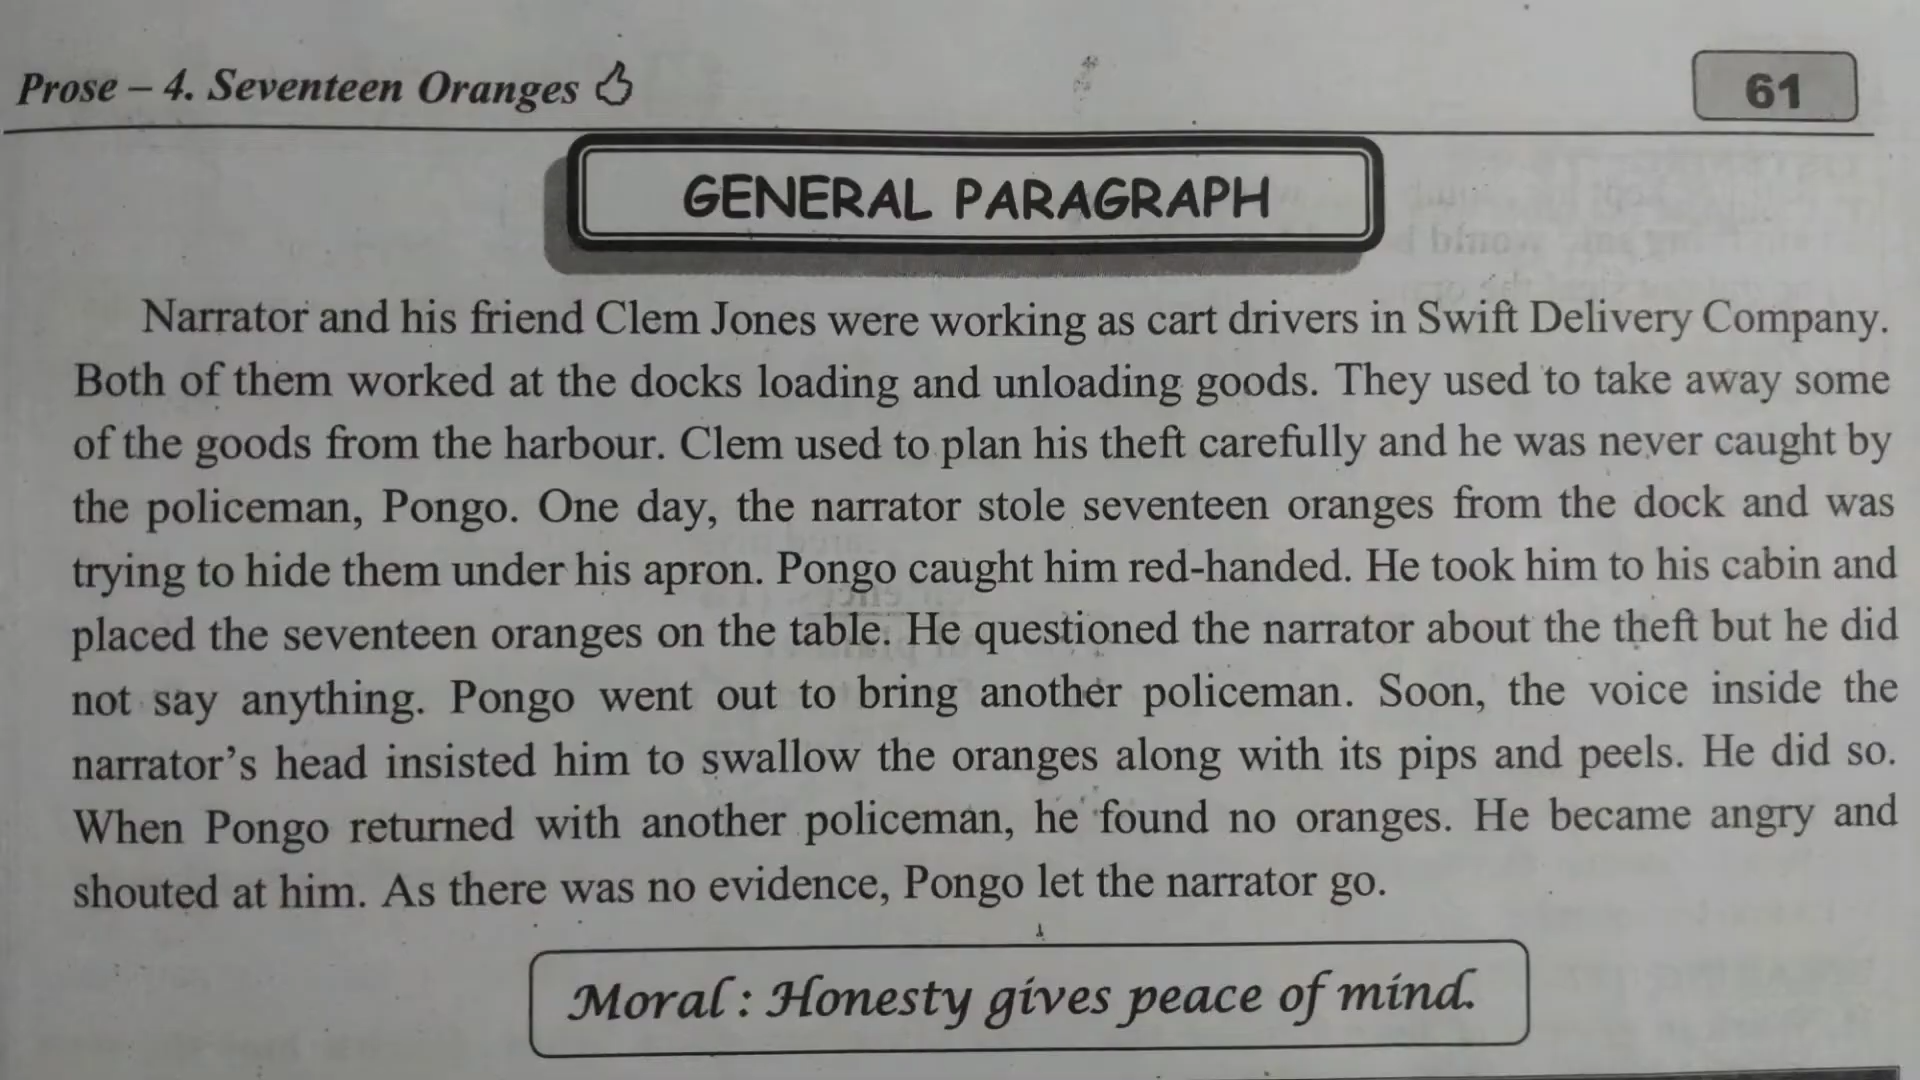 Prose – 4. Seventeen Oranges
61
GENERAL PARAGRAPH
Narrator and his friend Clem Jones were working as cart drivers in Swift Delivery Company.
Both of them worked at the docks loading and unloading goods. They used to take away some
of the goods from the harbour. Clem used to plan his theft carefully and he was never caught by
the policeman, Pongo. One day, the narrator stole seventeen oranges from the dock and was
trying to hide them under his apron. Pongo caught him red-handed. He took him to his cabin and
placed the seventeen oranges on the table. He questioned the narrator about the theft but he did
not say anything. Pongo went out to bring another policeman. Soon, the voice inside the
narrator's head insisted him to swallow the oranges along with its pips and peels. He did so.
When Pongo returned with another policeman, he found no oranges. He became angry and
shouted at him. As there was no evidence, Pongo let the narrator go.
Moral : Honesty gives peace of mind.